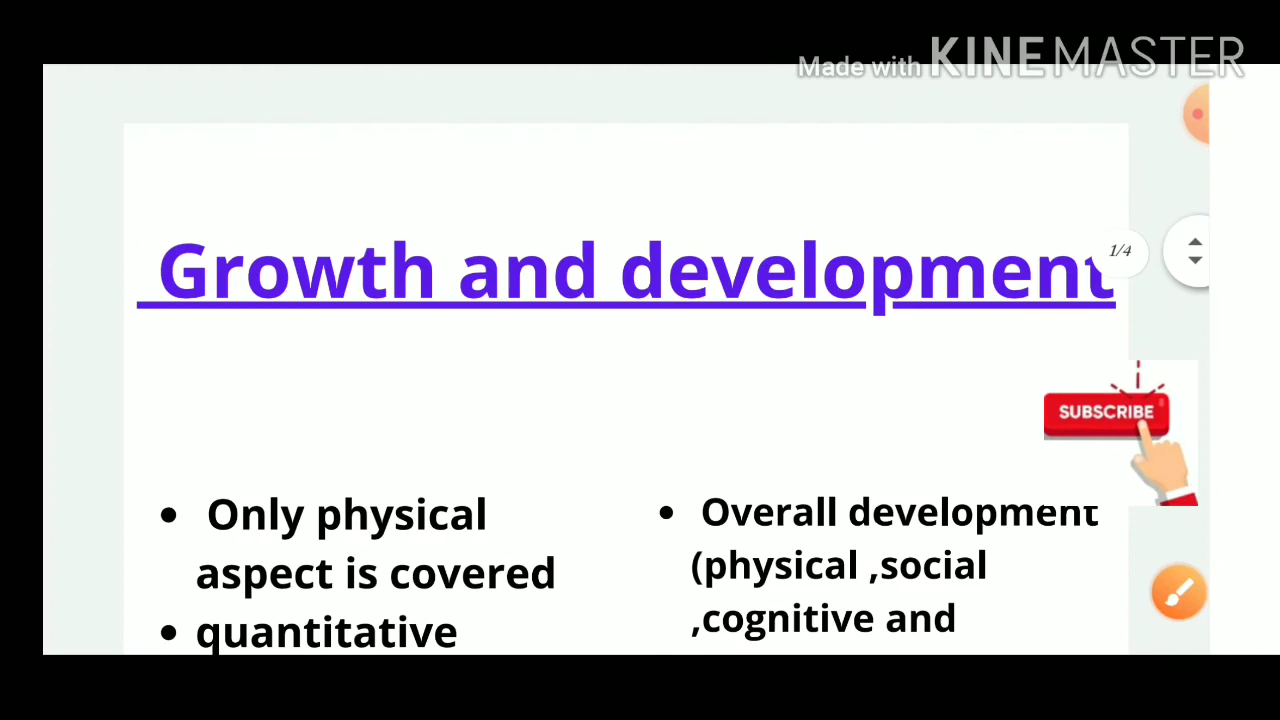 Made with KINEMASTER
Growth and development
1/4
SUBSCRIBE
• Only physical
aspect is covered
• quantitative
• Overall development
(physical ,social
,cognitive and